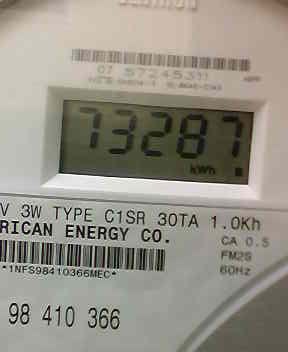 07 57245311
73287
kWh
V 3W TYPE C1SR 30TA 1.0Kh
RICAN ENERGY CO.
CA 0.5
FM2S
60Hz
*1NFS98410366MEC*
98 410 366